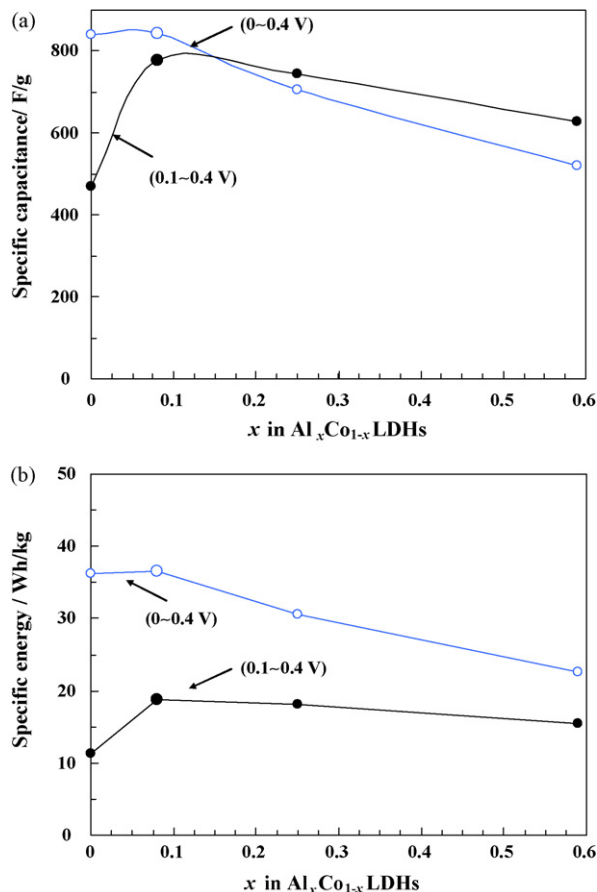 (a)
Specific capacitance/ F/g
800
600
400
200
0
(0~0.4 V)
(0.1~0.4 V)
0 0.1 0.2 0.3 0.4 0.5 0.6
x in AlxCo1-x LDHs
(b)
Specific energy / Wh/kg
50
40
30
20
10
0
(0~0.4 V)
(0.1~0.4 V)
0 0.1 0.2 0.3 0.4 0.5 0.6
x in AlxCo1-x LDHs